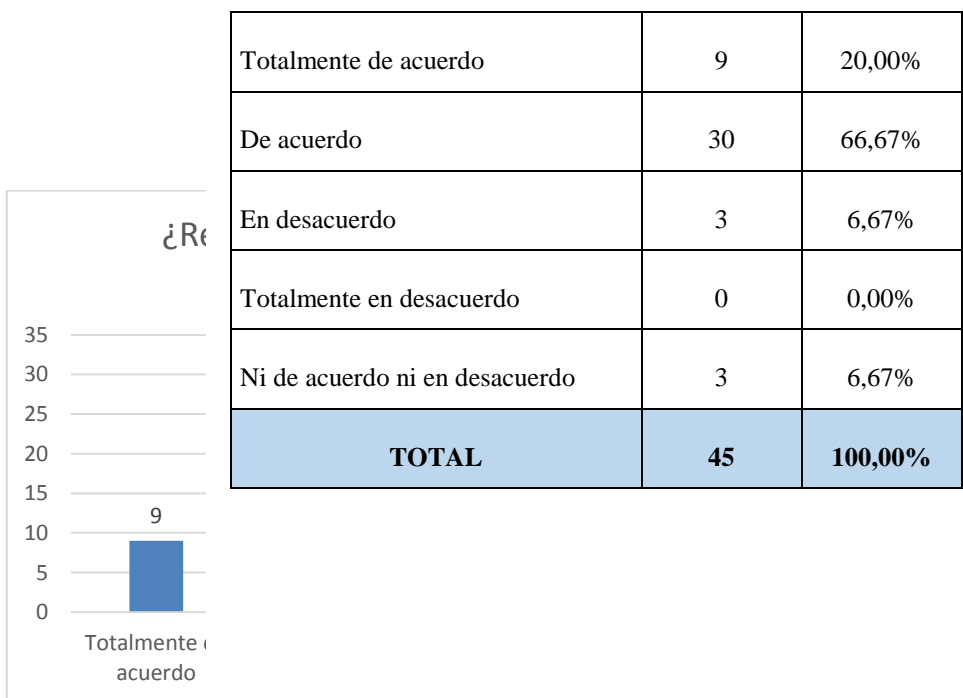 Totalmente de acuerdo 9 20,00%
De acuerdo 30 66,67%
En desacuerdo 3 6,67%
Totalmente en desacuerdo 0 0,00%
Ni de acuerdo ni en desacuerdo 3 6,67%
TOTAL 45 100,00%
¿Re
35
30
25
20
15
10
5
0
9
Totalmente
acuerdo